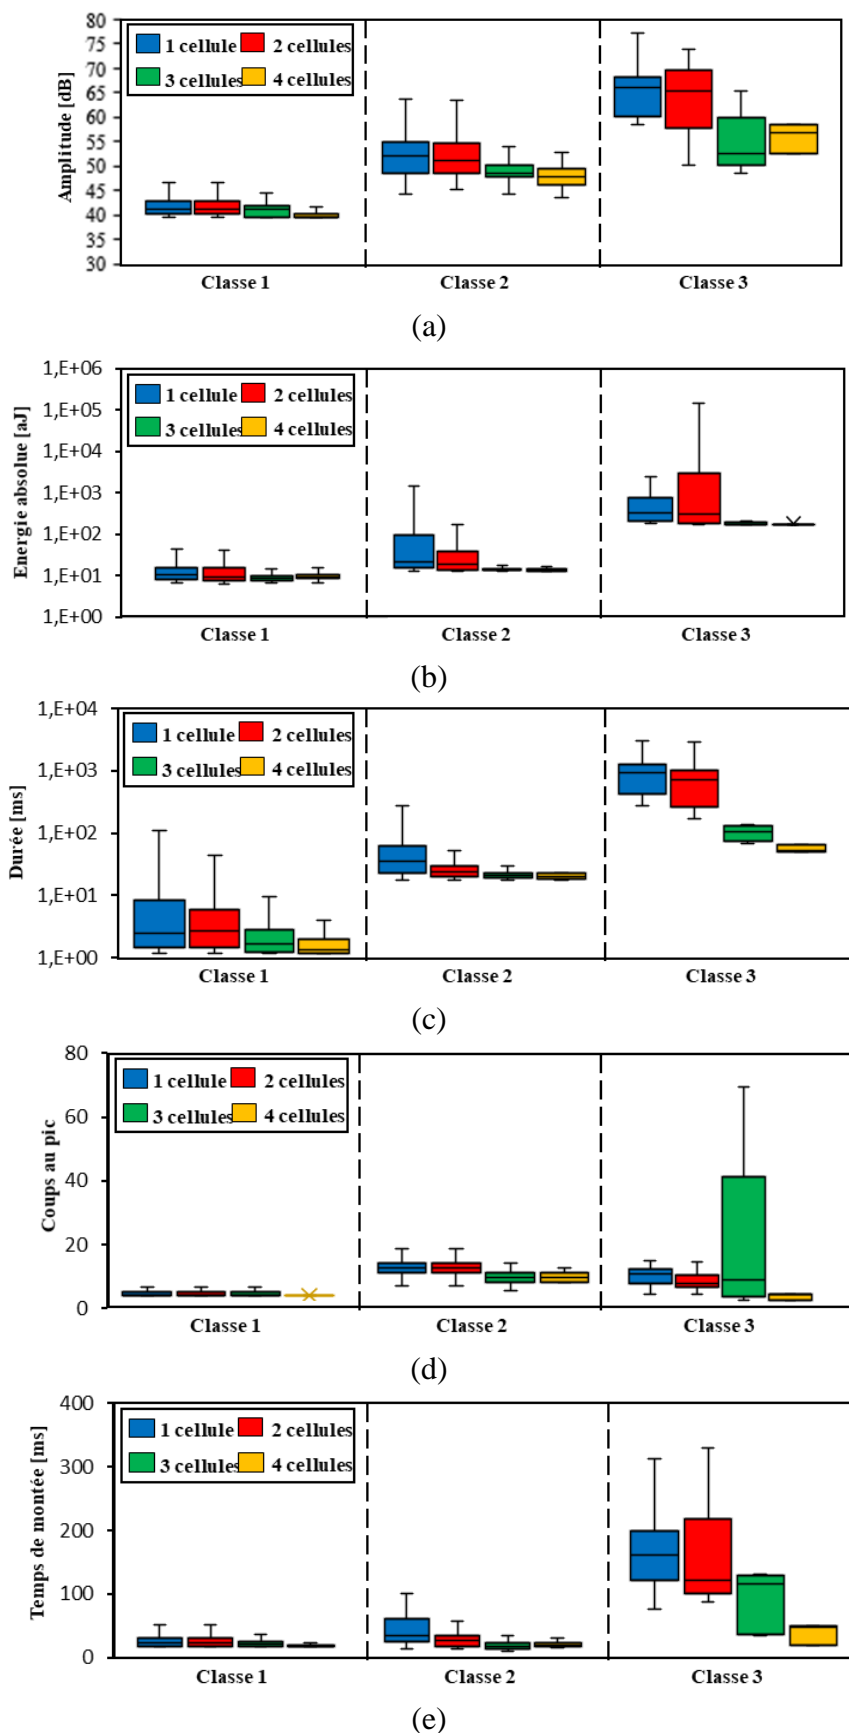 80
75
70
65
60
55
50
45
40
35
30
Amplitude [dB]
1 cellule 2 cellules
3 cellules 4 cellules
Classe 1 Classe 2 Classe 3
(a)
1,E+06
1,E+05
1,E+04
1,E+03
1,E+02
1,E+01
1,E+00
Energie absolue [aJ]
1 cellule 2 cellules
3 cellules 4 cellules
Classe 1 Classe 2 Classe 3
(b)
1,E+04
1,E+03
1,E+02
1,E+01
1,E+00
Durée [ms]
1 cellule 2 cellules
3 cellules 4 cellules
Classe 1 Classe 2 Classe 3
(c)
80
60
40
20
0
Coups au pic
1 cellule 2 cellules
3 cellules 4 cellules
Classe 1 Classe 2 Classe 3
(d)
400
300
200
100
0
Temps de montée [ms]
1 cellule 2 cellules
3 cellules 4 cellules
Classe 1 Classe 2 Classe 3
(e)